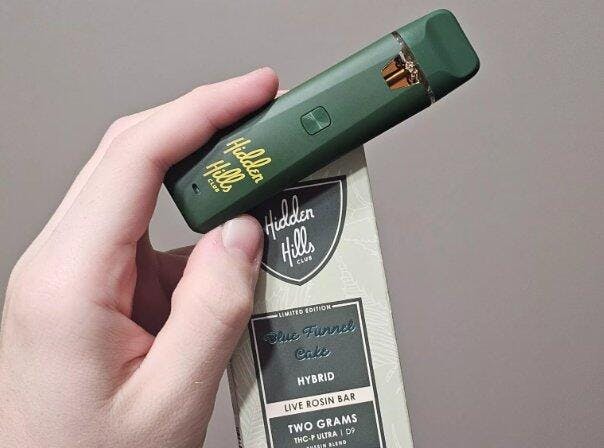 Hidden
Hills
CLUB
Hidden
Hills
CLUB
LIMITED EDITION
Blue Funnel
Cake
HYBRID
LIVE ROSIN BAR
TWO GRAMS
THC-P ULTRA | D9
BLEND